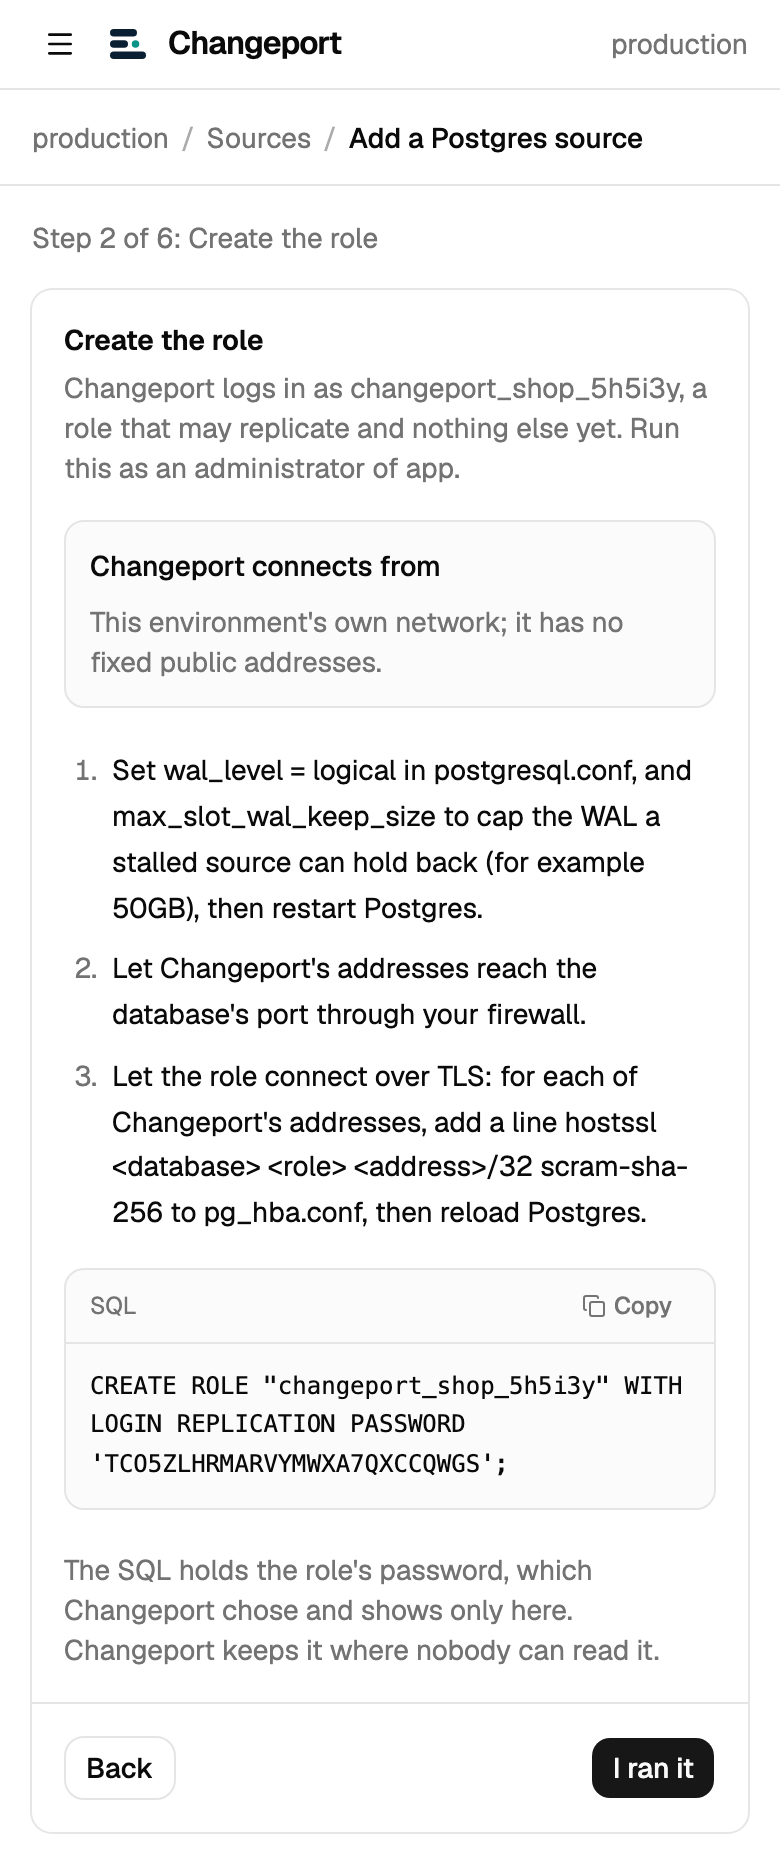 Changeport
production
production / Sources / Add a Postgres source
Step 2 of 6: Create the role
Create the role
Changeport logs in as changeport_shop_5h5i3y, a
role that may replicate and nothing else yet. Run
this as an administrator of app.
Changeport connects from
This environment's own network; it has no
fixed public addresses.
1. Set wal_level = logical in postgresql.conf, and
max_slot_wal_keep_size to cap the WAL a
stalled source can hold back (for example
50GB), then restart Postgres.
2. Let Changeport's addresses reach the
database's port through your firewall.
3. Let the role connect over TLS: for each of
Changeport's addresses, add a line hostssl
<database> <role> <address>/32 scram-sha-
256 to pg_hba.conf, then reload Postgres.
SQL
Copy
CREATE ROLE "changeport_shop_5h5i3y" WITH
LOGIN REPLICATION PASSWORD
'TCO5ZLHRMARVYMWXA7QXCCQWGS';
The SQL holds the role's password, which
Changeport chose and shows only here.
Changeport keeps it where nobody can read it.
Back
I ran it